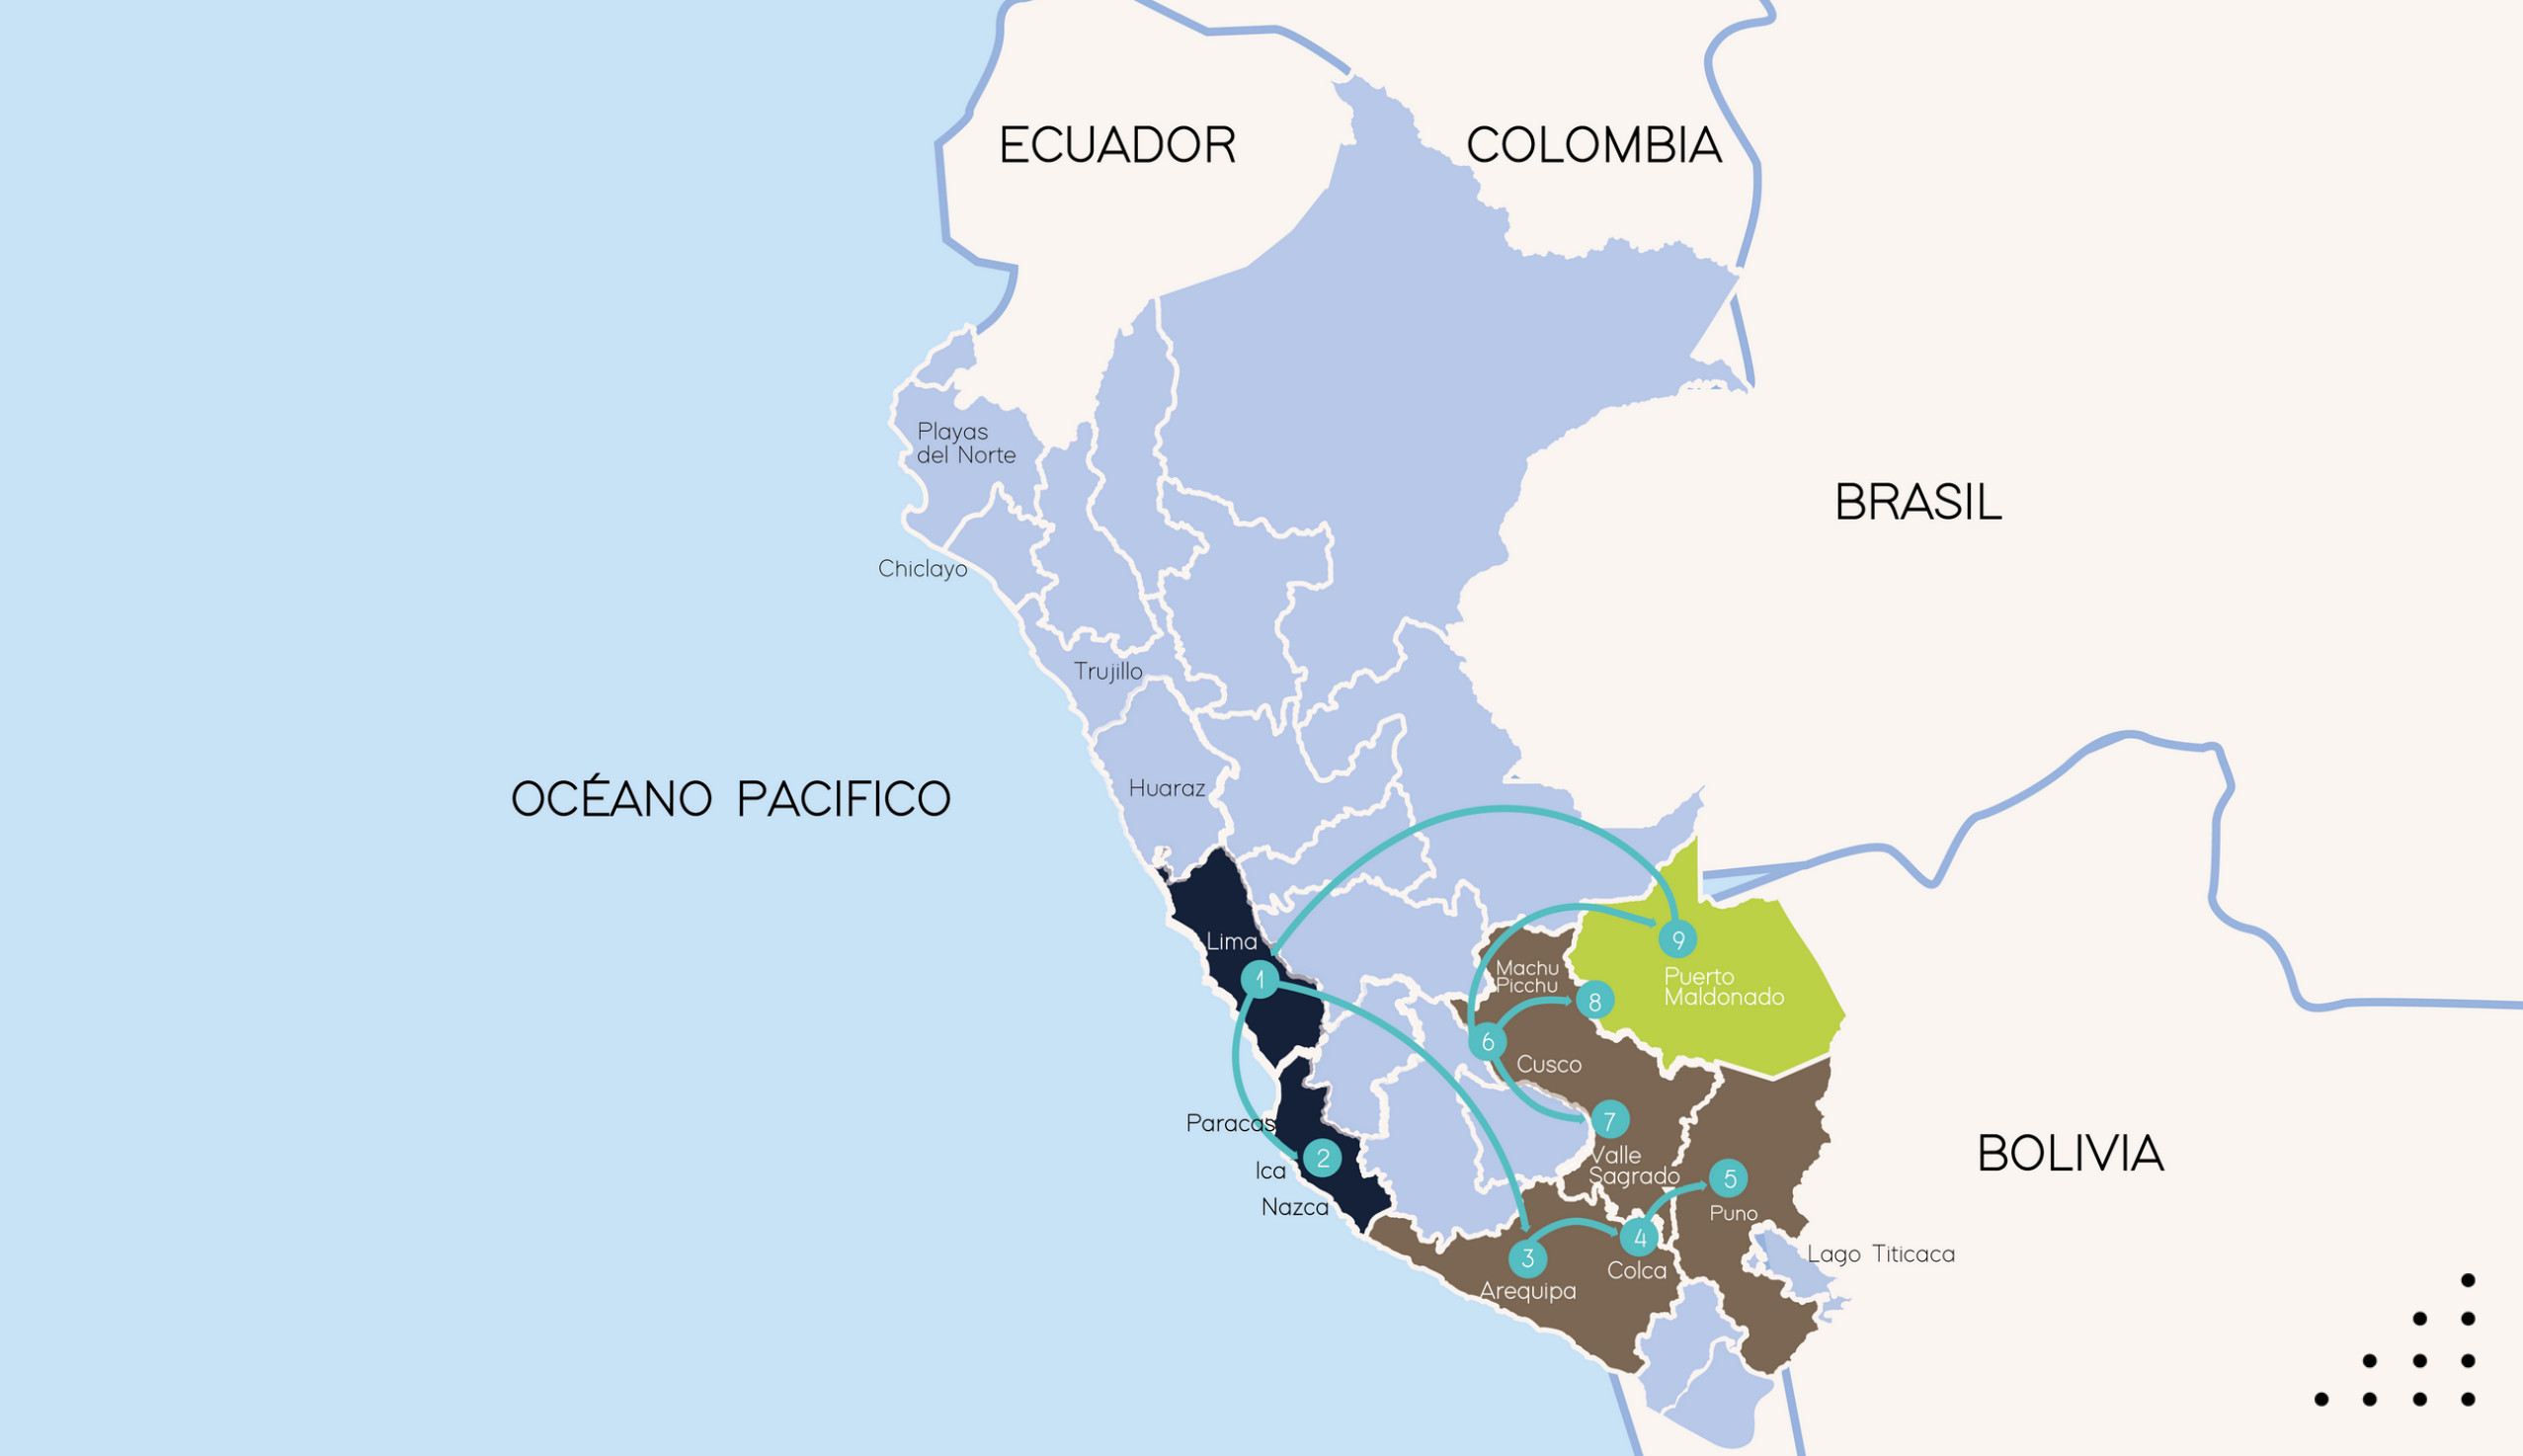 ECUADOR
COLOMBIA
Playas
del Norte
BRASIL
Chiclayo
Trujillo
OCÉANO PACIFICO
Huaraz
Lima
1
9
Puerto
Maldonado
Machu
Picchu
8
6
Cusco
Paracas
7
Valle
Sagrado
BOLIVIA
2
Ica
Nazca
5
Puno
4
Colca
Lago Titicaca
3
Arequipa